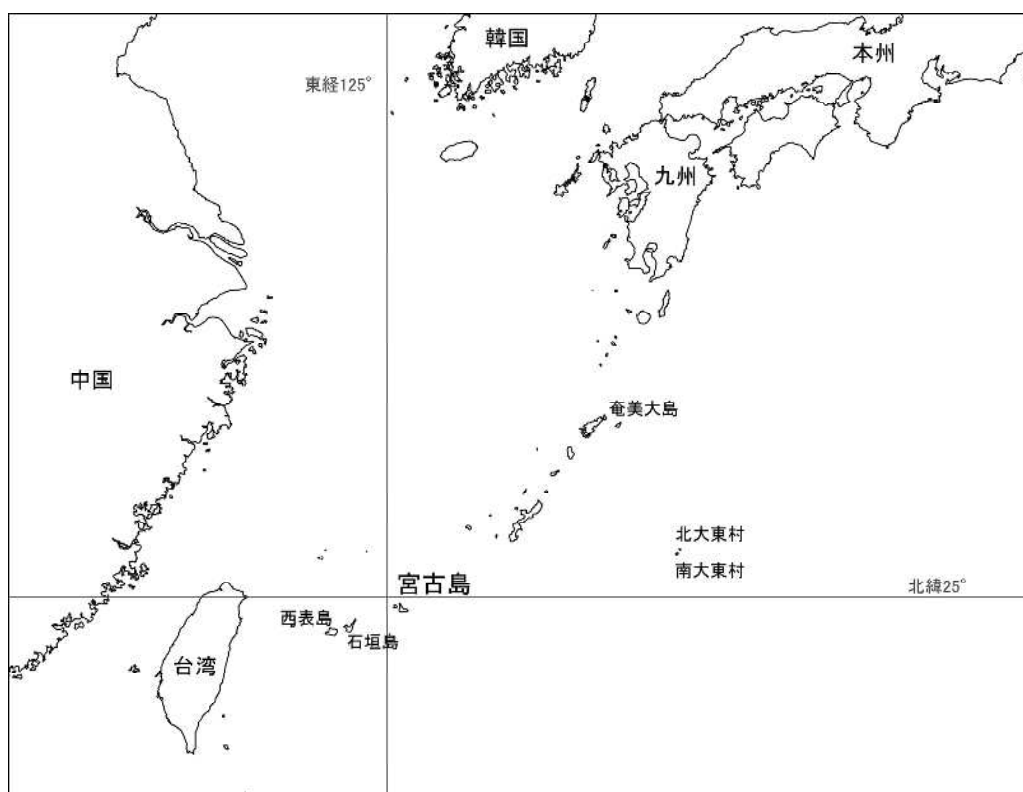 韓国
本州
東経125°
九州
中国
奄美大島
北大東村
南大東村
宮古島
北緯25°
西表島
石垣島
台湾